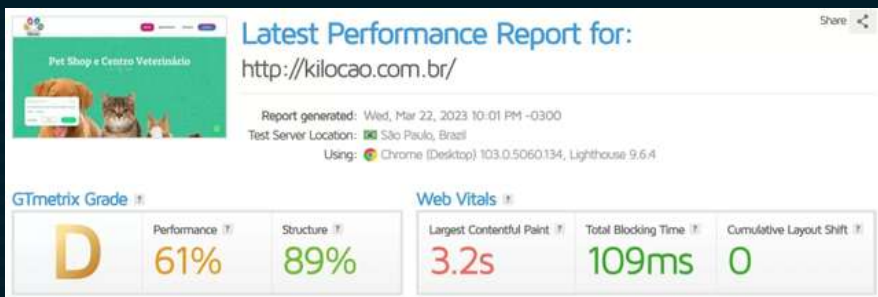 Pet Shop e Centro Veterinário
Latest Performance Report for:
Share
http://kilocao.com.br/
Report generated: Wed, Mar 22, 2023 10:01 PM -0300
Test Server Location: São Paulo, Brazil
Using: Chrome (Desktop) 103.0.5060.134, Lighthouse 9.6.4
GTmetrix Grade ?
Web Vitals ?
D
Performance ?
61%
Structure ?
89%
Largest Contentful Paint ?
3.2s
Total Blocking Time ?
109ms
Cumulative Layout Shift ?
0